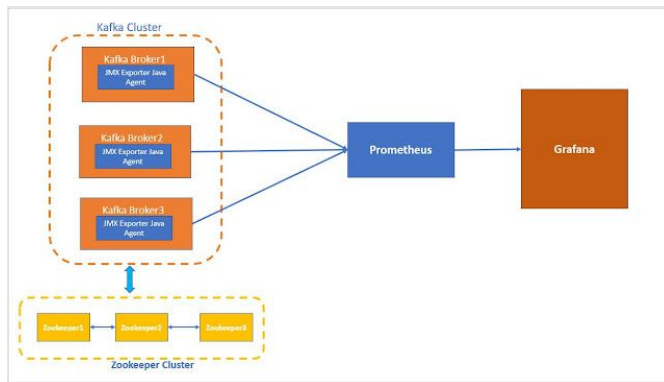 Kafka Cluster
Kafka Broker1
JMX Exporter Java
Agent
Kafka Broker2
JMX Exporter Java
Agent
Kafka Broker3
JMX Exporter Java
Agent
Prometheus
Grafana
Zookeeper1
Zookeeper2
Zookeeper3
Zookeeper Cluster